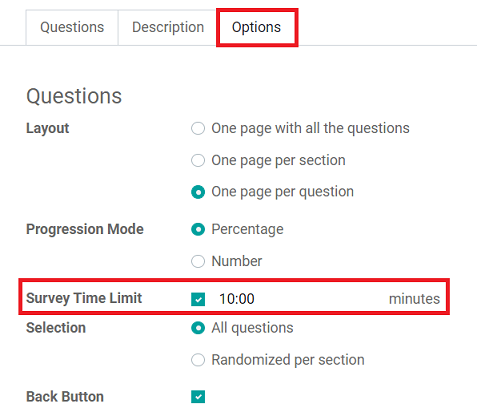 Questions Description Options
Questions
Layout One page with all the questions
One page per section
One page per question
Progression Mode Percentage
Number
Survey Time Limit 10:00 minutes
Selection All questions
Randomized per section
Back Button